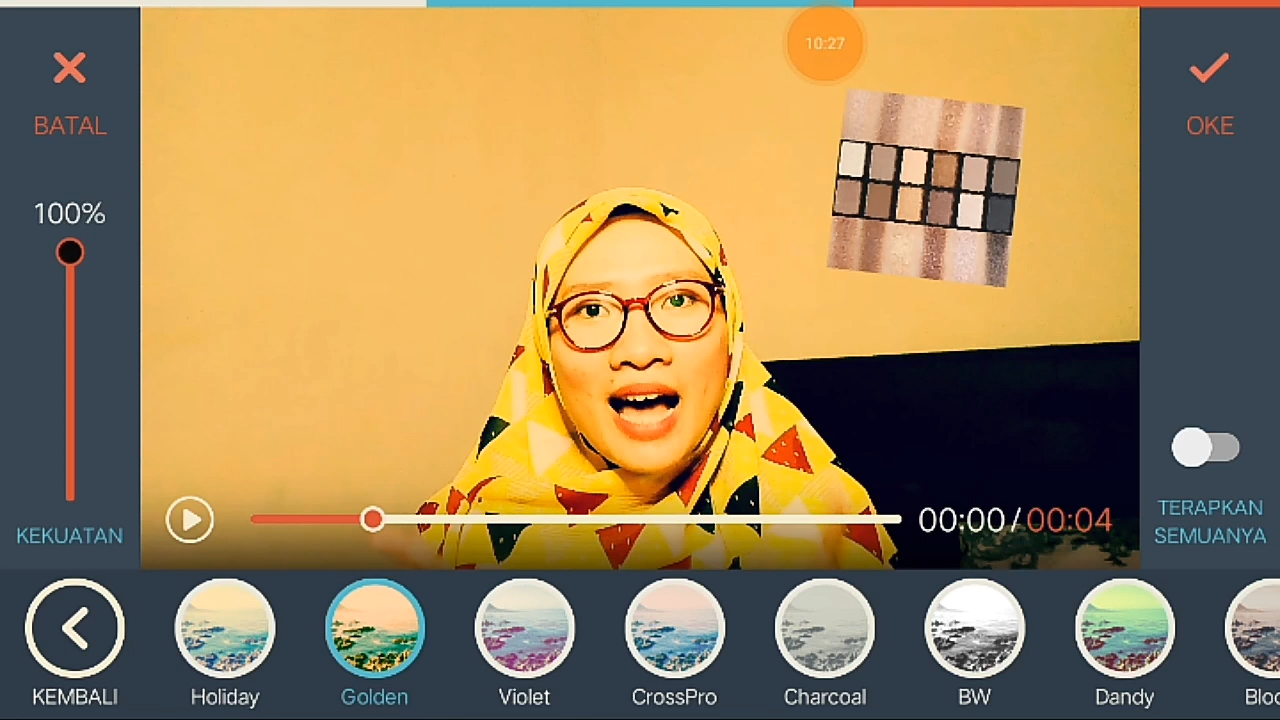 10:27
BATAL
OKE
100%
KEKUATAN
00:00/00:04
TERAPKAN
SEMUANYA
KEMBALI
Holiday
Golden
Violet
CrossPro
Charcoal
BW
Dandy
Bloo